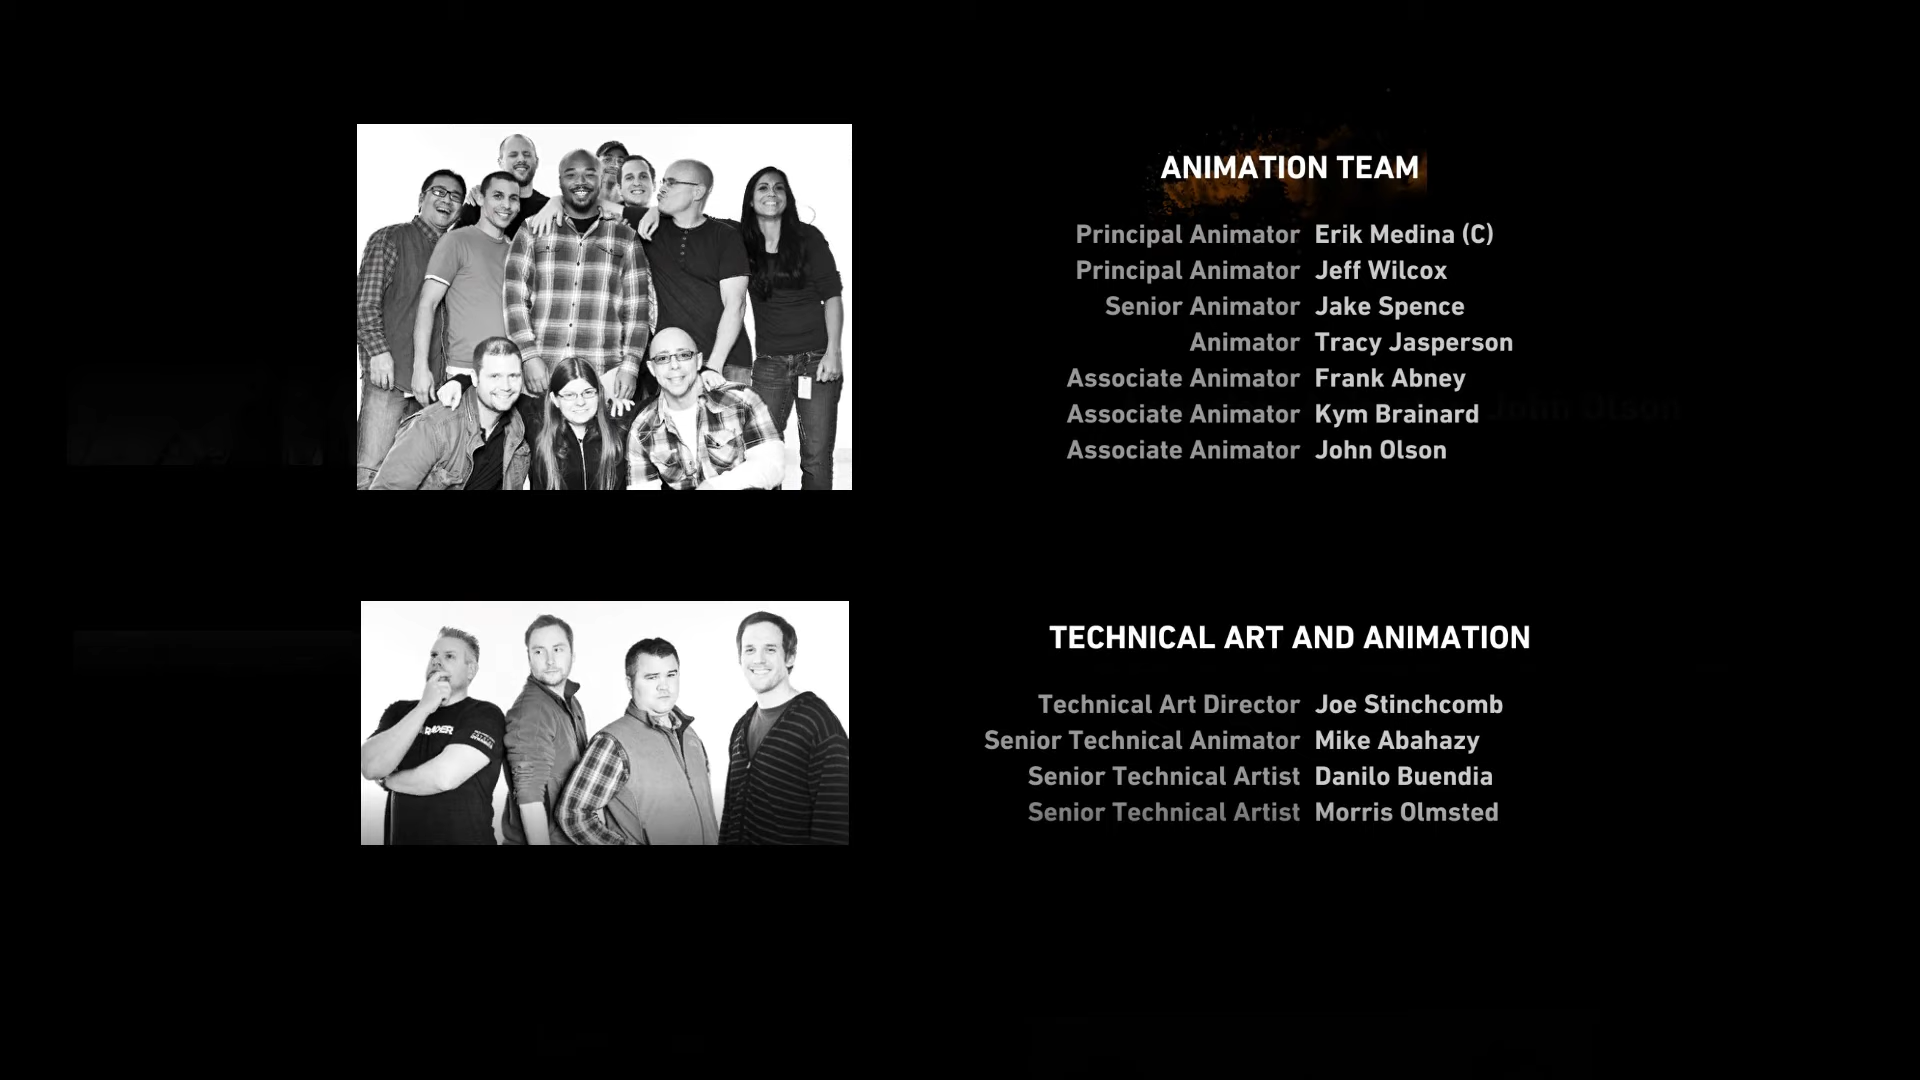 ANIMATION TEAM
Principal Animator Erik Medina (C)
Principal Animator Jeff Wilcox
Senior Animator Jake Spence
Animator Tracy Jasperson
Associate Animator Frank Abney
Associate Animator Kym Brainard
Associate Animator John Olson
TECHNICAL ART AND ANIMATION
Technical Art Director Joe Stinchcomb
Senior Technical Animator Mike Abahazy
Senior Technical Artist Danilo Buendia
Senior Technical Artist Morris Olmsted